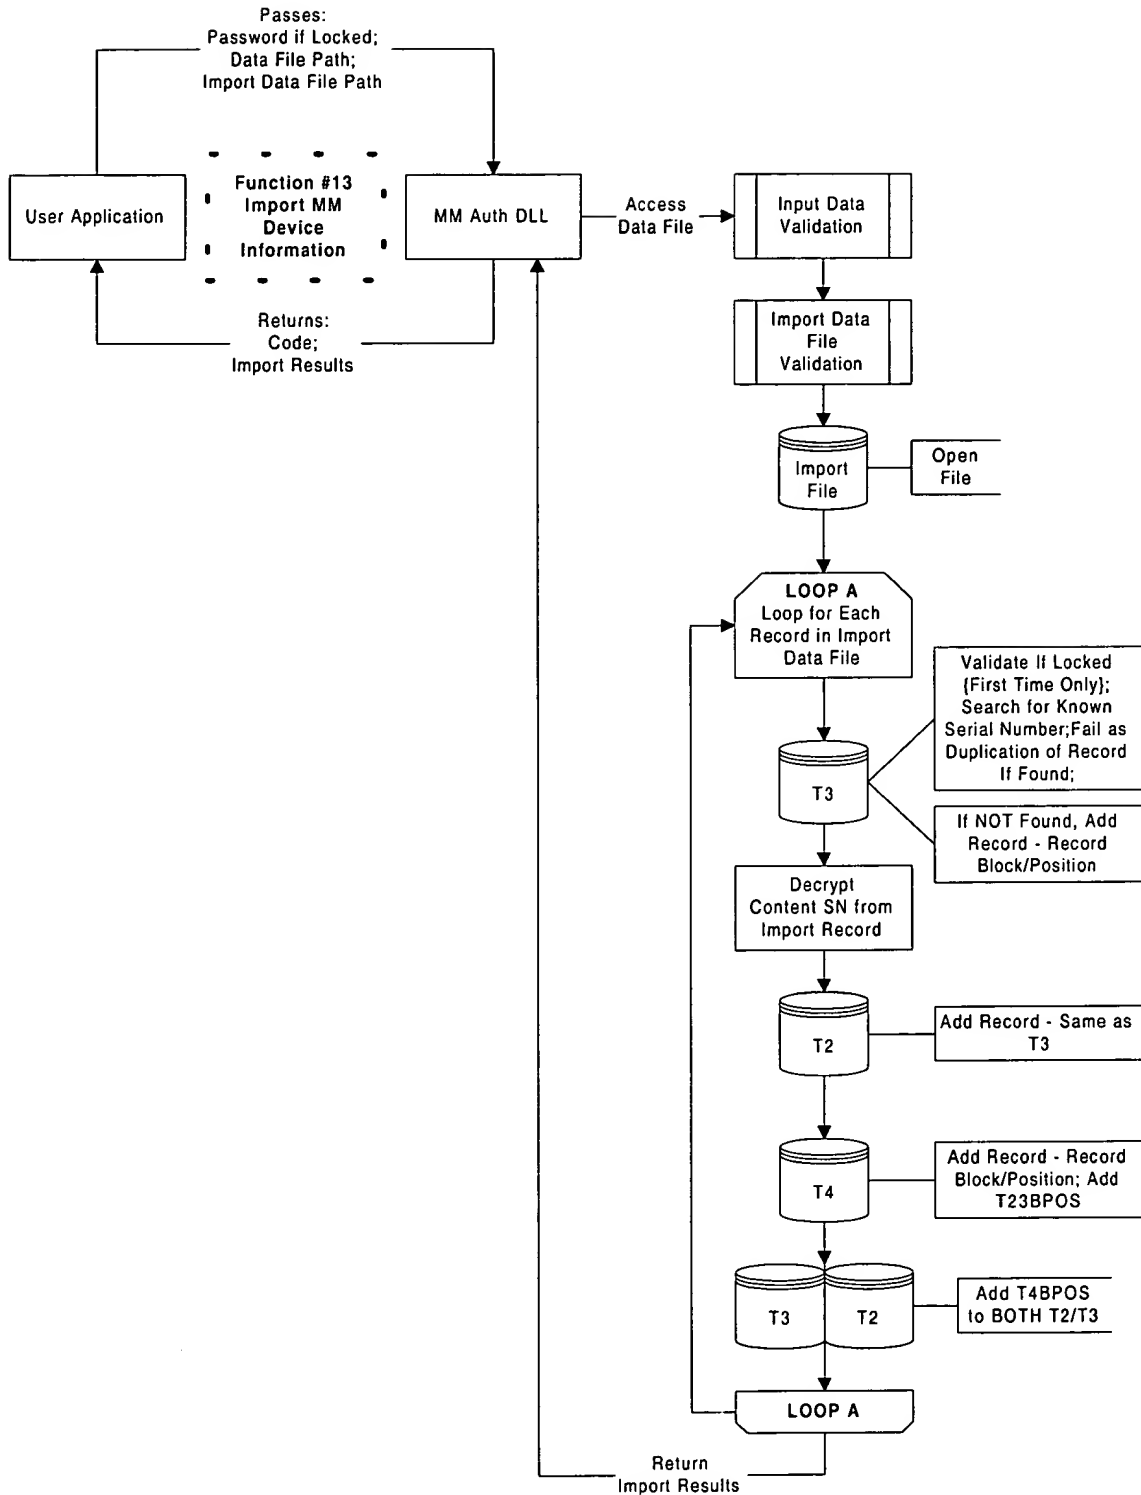 Passes:
Password if Locked;
Data File Path;
Import Data File Path
User Application
Function #13
Import MM
Device
Information
MM Auth DLL
Access
Data File
Input Data
Validation
Returns:
Code;
Import Results
Import Data
File
Validation
Import
File
Open
File
LOOP A
Loop for Each
Record in Import
Data File
Validate If Locked
{First Time Only};
Search for Known
Serial Number;Fail as
Duplication of Record
If Found;
T3
If NOT Found, Add
Record - Record
Block/Position
Decrypt
Content SN from
Import Record
T2
Add Record - Same as
T3
T4
Add Record - Record
Block/Position; Add
T23BPOS
T3
T2
Add T4BPOS
to BOTH T2/T3
LOOP A
Return
Import Results